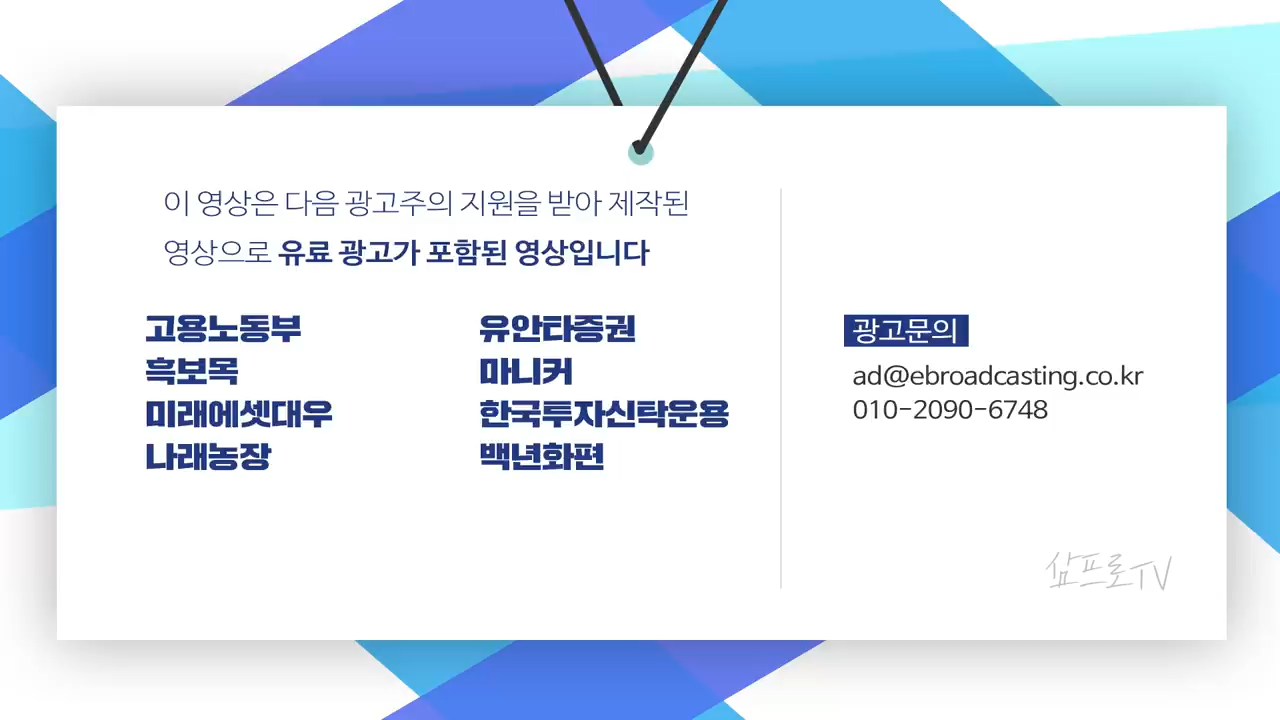 이 영상은 다음 광고주의 지원을 받아 제작된
영상으로 유료 광고가 포함된 영상입니다
고용노동부
흑보목
미래에셋대우
나래농장
유안타증권
마니커
한국투자신탁운용
백년화편
광고문의
ad@ebroadcasting.co.kr
010-2090-6748
삼프로TV